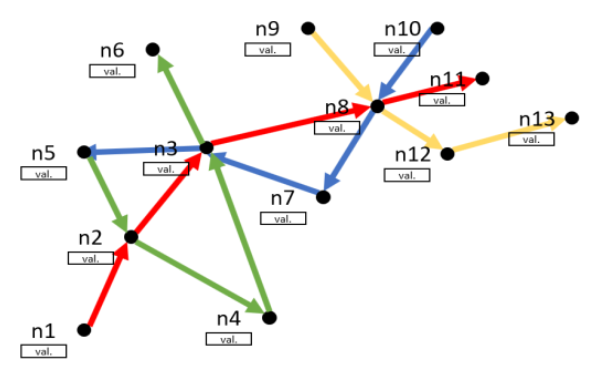 n9
val.
n10
val.
n6
val.
n11
val.
n8
val.
n13
val.
n5
val.
n3
val.
n12
val.
n7
val.
n2
val.
n4
val.
n1
val.